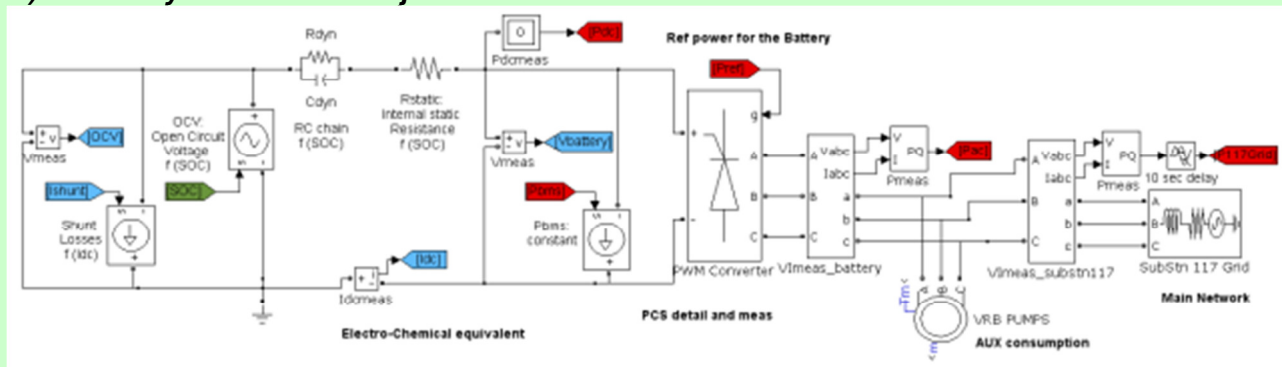 Rdyn
Cdyn
RC chain
f (SOC)
Rstatic:
Internal static
Resistance
f (SOC)
[Pdc]
Pdcmeas
Ref power for the Battery
[Pref]
OCV:
Open Circuit
Voltage
f (SOC)
[OCV]
Vmeas
[Ishunt]
SOC
Shunt
Losses
f (Idc)
[Vbattery]
Vmeas
[Pbms]
Pbms:
constant
[Idc]
Idcmeas
Electro-Chemical equivalent
g
A
B
C
PWM Converter
PCS detail and meas
A
B
C
Vabc
Iabc
a
b
c
VImeas_battery
V
I
PQ
Pmeas
[Pac]
A
B
C
Vabc
Iabc
a
b
c
VImeas_substn117
V
I
PQ
Pmeas
10 sec delay
[P117Grid]
A
B
C
SubStn 117 Grid
Main Network
Tm
A
B
C
m
VRB PUMPS
AUX consumption